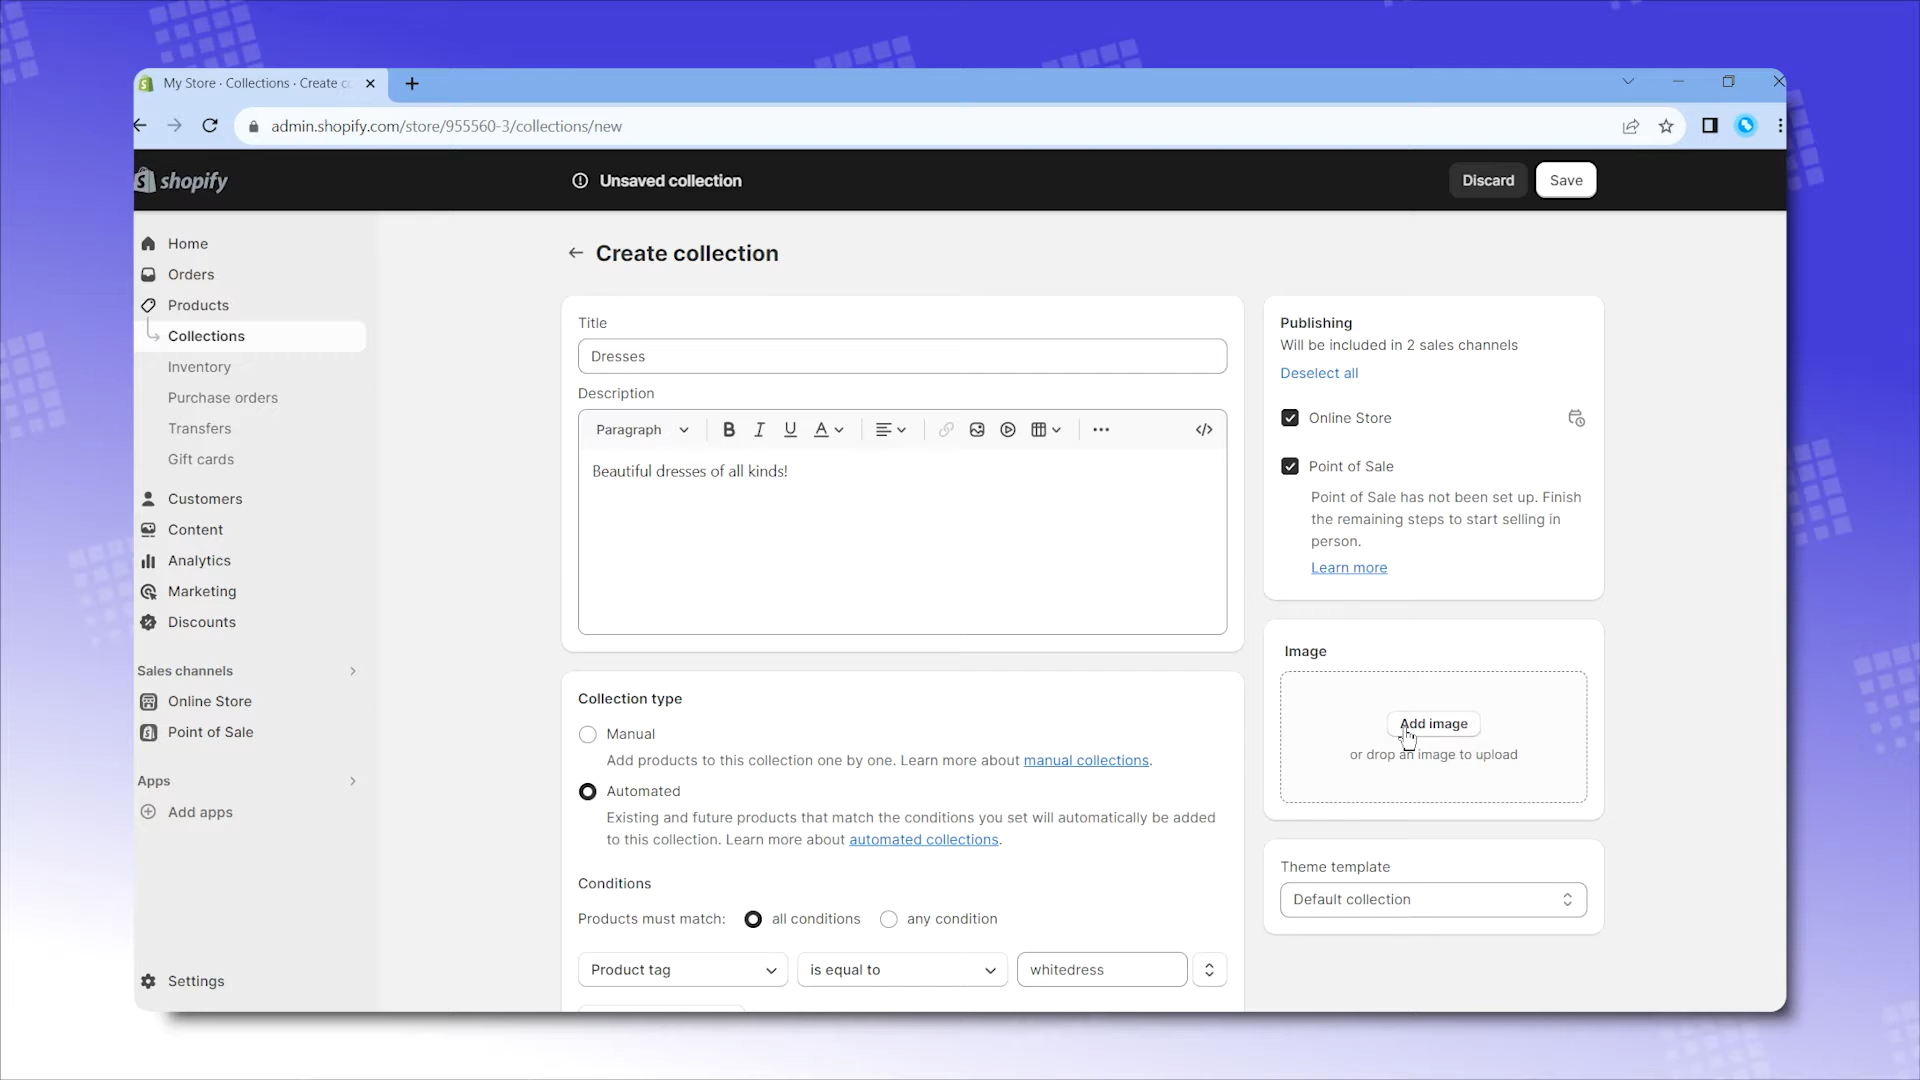 My Store · Collections · Create c
admin.shopify.com/store/955560-3/collections/new
shopify
Unsaved collection
Discard
Save
Home
Orders
Products
Collections
Inventory
Purchase orders
Transfers
Gift cards
Customers
Content
Analytics
Marketing
Discounts
Sales channels
Online Store
Point of Sale
Apps
Add apps
Settings
Create collection
Title
Dresses
Description
Paragraph
Beautiful dresses of all kinds!
Collection type
Manual
Add products to this collection one by one. Learn more about manual collections.
Automated
Existing and future products that match the conditions you set will automatically be added
to this collection. Learn more about automated collections.
Conditions
Products must match: all conditions any condition
Product tag is equal to whitedress
Publishing
Will be included in 2 sales channels
Deselect all
Online Store
Point of Sale
Point of Sale has not been set up. Finish
the remaining steps to start selling in
person.
Learn more
Image
Add image
or drop an image to upload
Theme template
Default collection